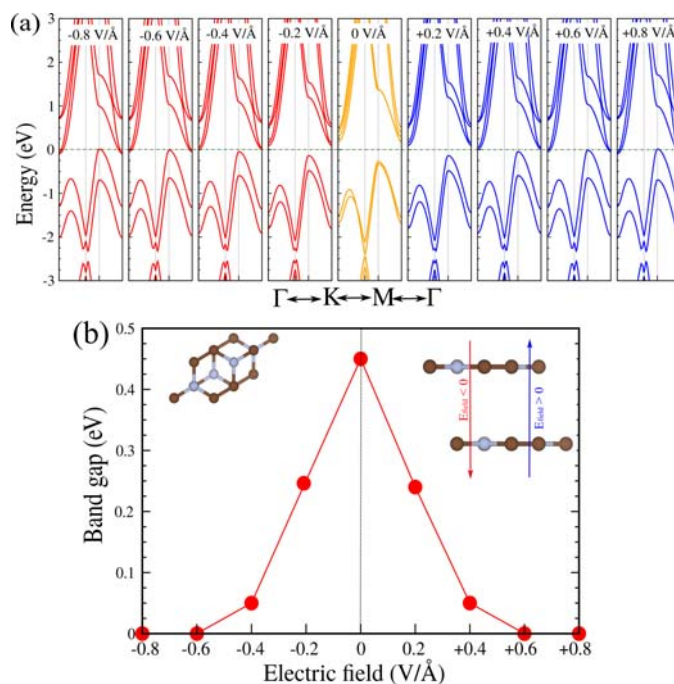 (a)
-0.8 V/Å -0.6 V/Å -0.4 V/Å -0.2 V/Å 0 V/Å +0.2 V/Å +0.4 V/Å +0.6 V/Å +0.8 V/Å
3
2
1
0
-1
-2
-3
Energy (eV)
Γ↔K↔M↔Γ
(b)
0.5
0.4
0.3
0.2
0.1
0
Band gap (eV)
Efield < 0
Efield > 0
-0.8 -0.6 -0.4 -0.2 0 +0.2 +0.4 +0.6 +0.8
Electric field (V/Å)